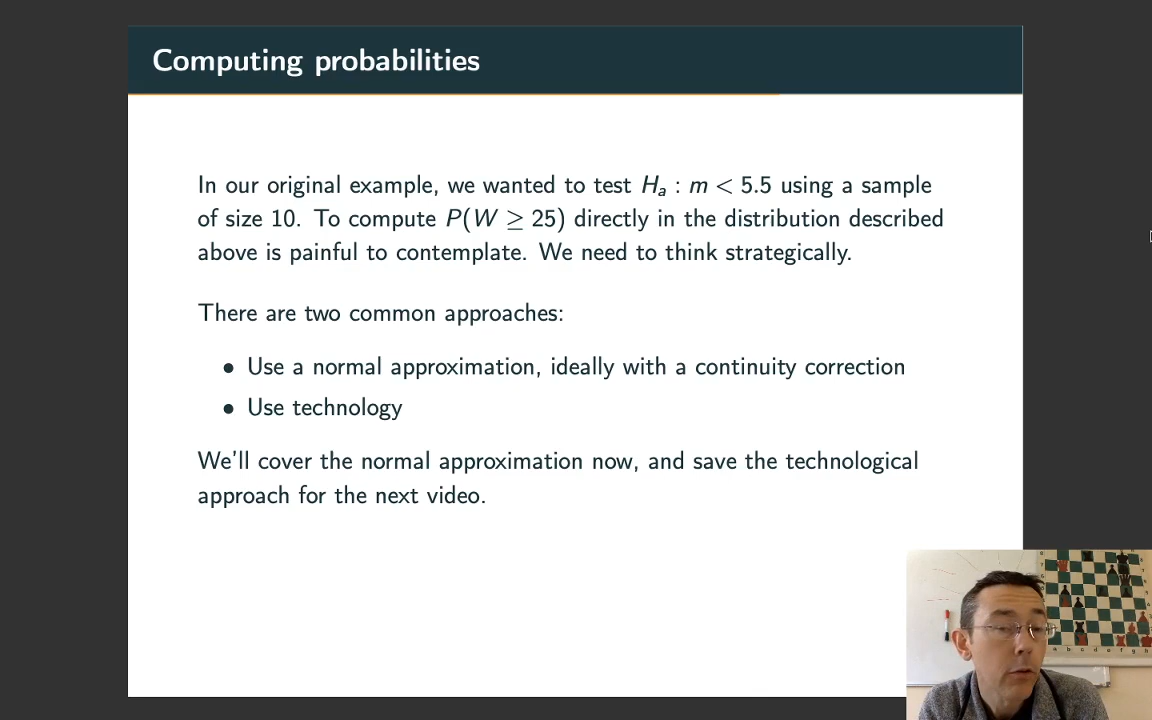 Computing probabilities
In our original example, we wanted to test Hₐ : m < 5.5 using a sample
of size 10. To compute P(W ≥ 25) directly in the distribution described
above is painful to contemplate. We need to think strategically.
There are two common approaches:
• Use a normal approximation, ideally with a continuity correction
• Use technology
We'll cover the normal approximation now, and save the technological
approach for the next video.